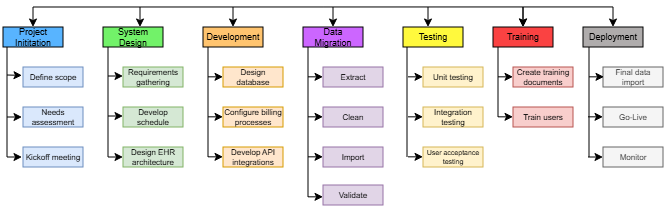 Project
Inititation
System
Design
Development
Data
Migration
Testing
Training
Deployment
Define scope
Requirements
gathering
Design
database
Extract
Unit testing
Create training
documents
Final data
import
Needs
assessment
Develop
schedule
Configure billing
processes
Clean
Integration
testing
Train users
Go-Live
Kickoff meeting
Design EHR
architecture
Develop API
integrations
Import
User acceptance
testing
Monitor
Validate